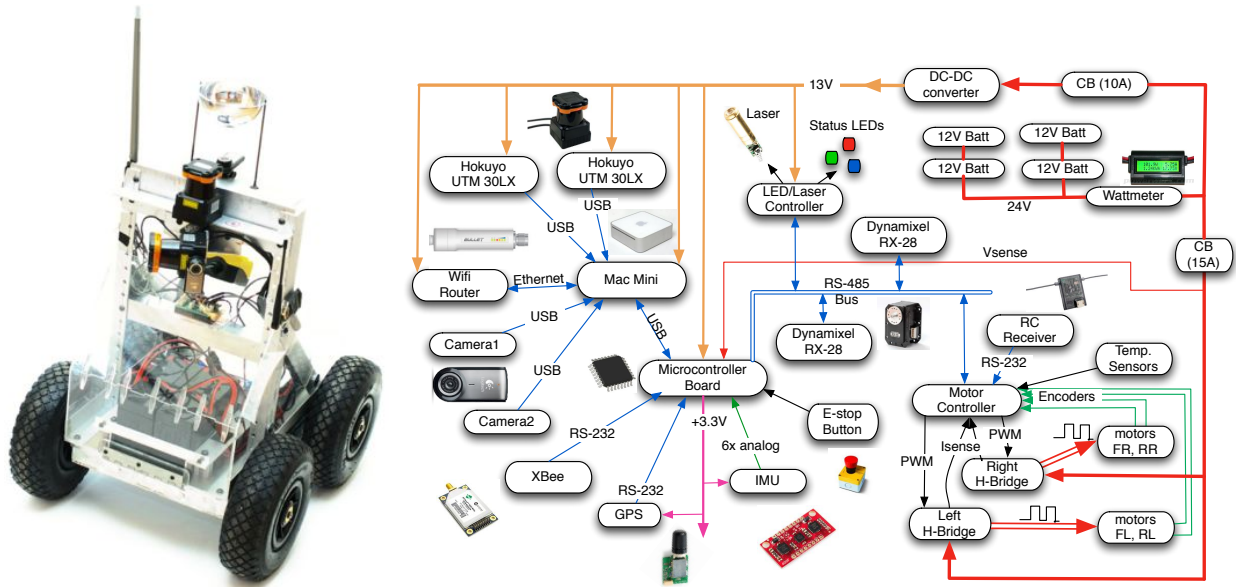 13V
DC-DC
converter
CB (10A)
Laser
Status LEDs
12V Batt
12V Batt
12V Batt
12V Batt
Wattmeter
24V
Hokuyo
UTM 30LX
Hokuyo
UTM 30LX
LED/Laser
Controller
USB
USB
BULLET
Dynamixel
RX-28
CB
(15A)
Vsense
Wifi
Router
Ethernet
Mac Mini
RS-485
Bus
USB
USB
Camera1
Dynamixel
RX-28
RC
Receiver
RS-232
Temp.
Sensors
USB
Microcontroller
Board
Motor
Controller
Encoders
Camera2
+3.3V
E-stop
Button
RS-232
6x analog
PWM
Isense
PWM
motors
FR, RR
XBee
IMU
Right
H-Bridge
RS-232
GPS
Left
H-Bridge
motors
FL, RL